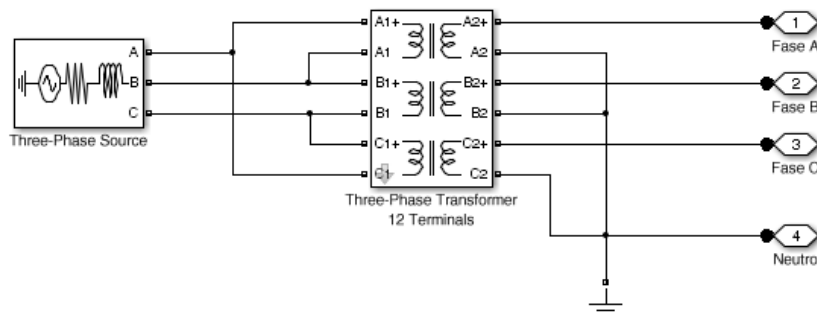 A
B
C
Three-Phase Source
A1+
A1
B1+
B1
C1+
C1
A2+
A2
B2+
B2
C2+
C2
Three-Phase Transformer
12 Terminals
1
Fase A
2
Fase B
3
Fase C
4
Neutro